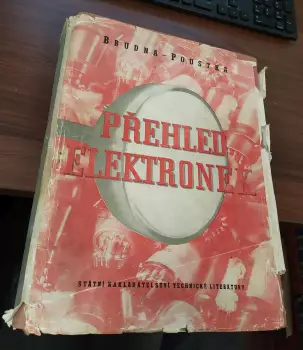 BRUDNA-POUSTKA
PŘEHLED
ELEKTRONEK
STÁTNÍ NAKLADATELSTVÍ TECHNICKÉ LITERATURY